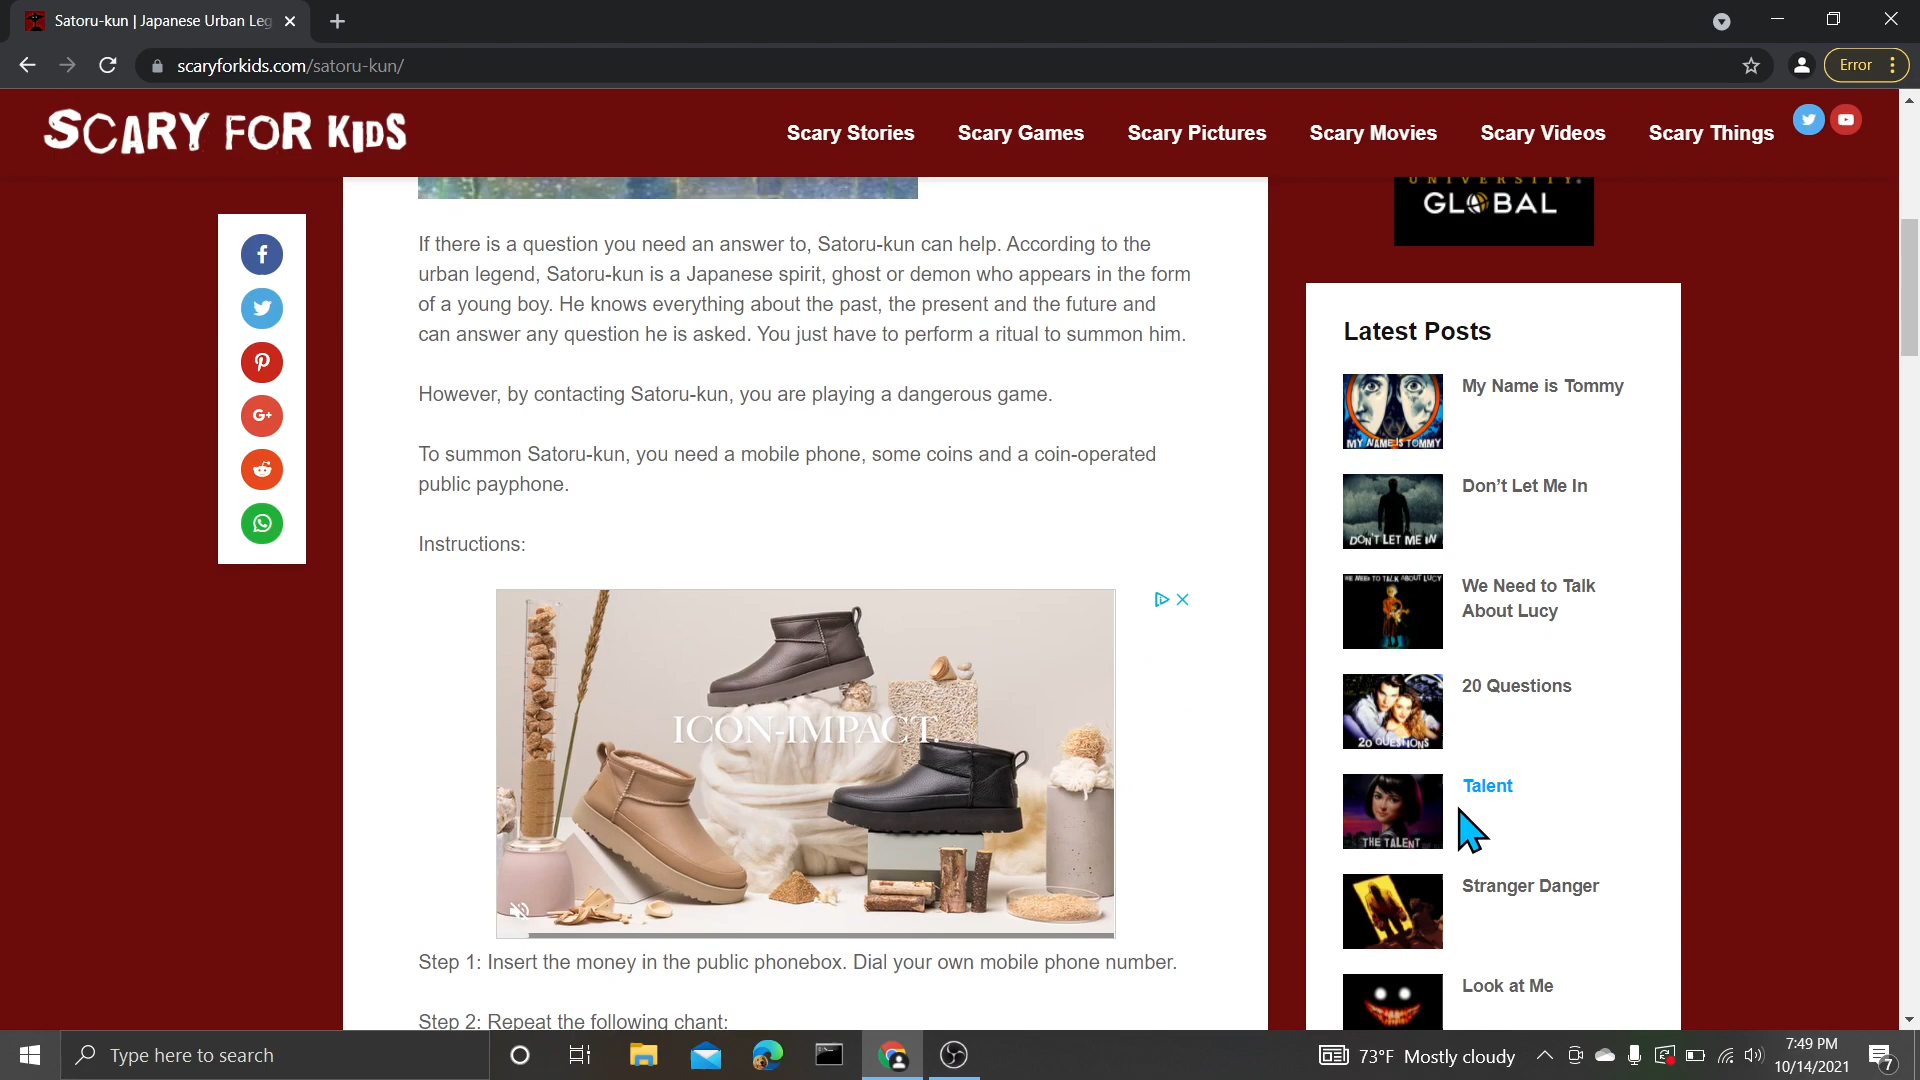 Satoru-kun | Japanese Urban Leg
scaryforkids.com/satoru-kun/
Error
SCARY FOR KIDS
Scary Stories
Scary Games
Scary Pictures
Scary Movies
Scary Videos
Scary Things
UNIVERSITY.
GLOBAL
If there is a question you need an answer to, Satoru-kun can help. According to the
urban legend, Satoru-kun is a Japanese spirit, ghost or demon who appears in the form
of a young boy. He knows everything about the past, the present and the future and
can answer any question he is asked. You just have to perform a ritual to summon him.
However, by contacting Satoru-kun, you are playing a dangerous game.
To summon Satoru-kun, you need a mobile phone, some coins and a coin-operated
public payphone.
Instructions:
ICON-IMPACT.
Step 1: Insert the money in the public phonebox. Dial your own mobile phone number.
Step 2: Repeat the following chant:
Latest Posts
MY NAME IS TOMMY
My Name is Tommy
DON'T LET ME IN
Don’t Let Me In
WE NEED TO TALK ABOUT LUCY
We Need to Talk
About Lucy
20 QUESTIONS
20 Questions
THE TALENT
Talent
Stranger Danger
Look at Me
Type here to search
73°F Mostly cloudy
7:49 PM
10/14/2021
7